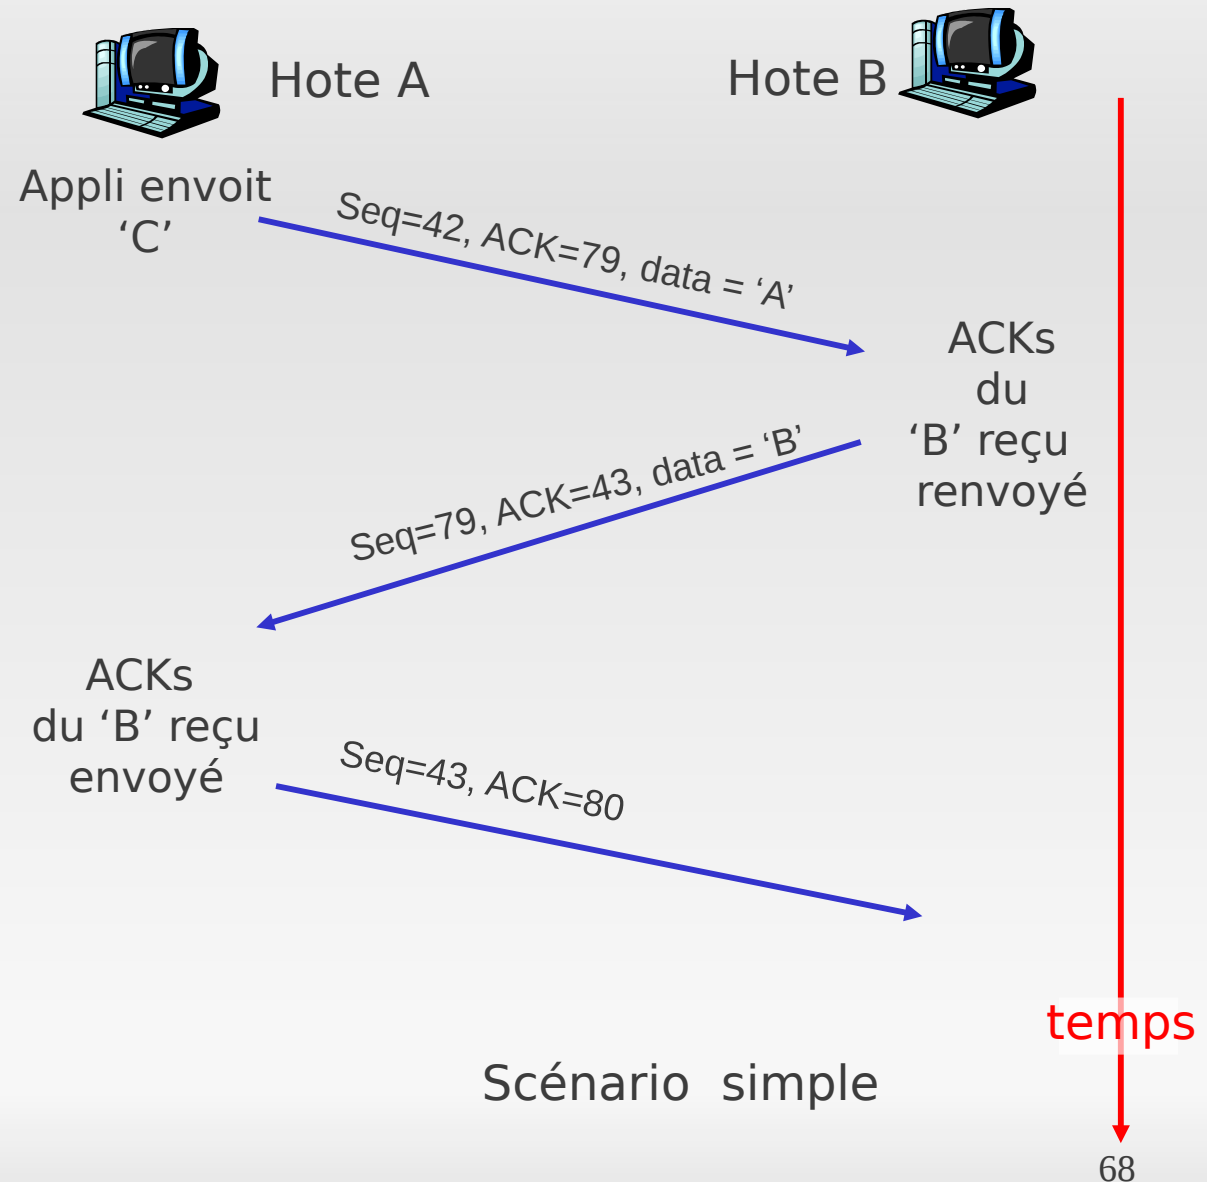 Hote A
Hote B
Appli envoit
‘C’
Seq=42, ACK=79, data = ‘A’
ACKs
du
‘B’ reçu
renvoyé
Seq=79, ACK=43, data = ‘B’
ACKs
du ‘B’ reçu
envoyé
Seq=43, ACK=80
temps
Scénario simple
68